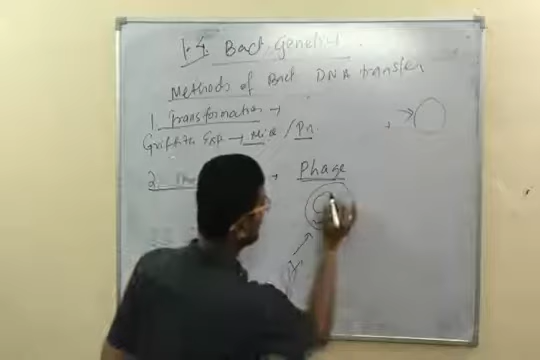 1.4. Bact Genetics
Methods of Bact DNA transfer
1. Transformation →
Griffith Exp → Mice / Pn.
2.
Phage